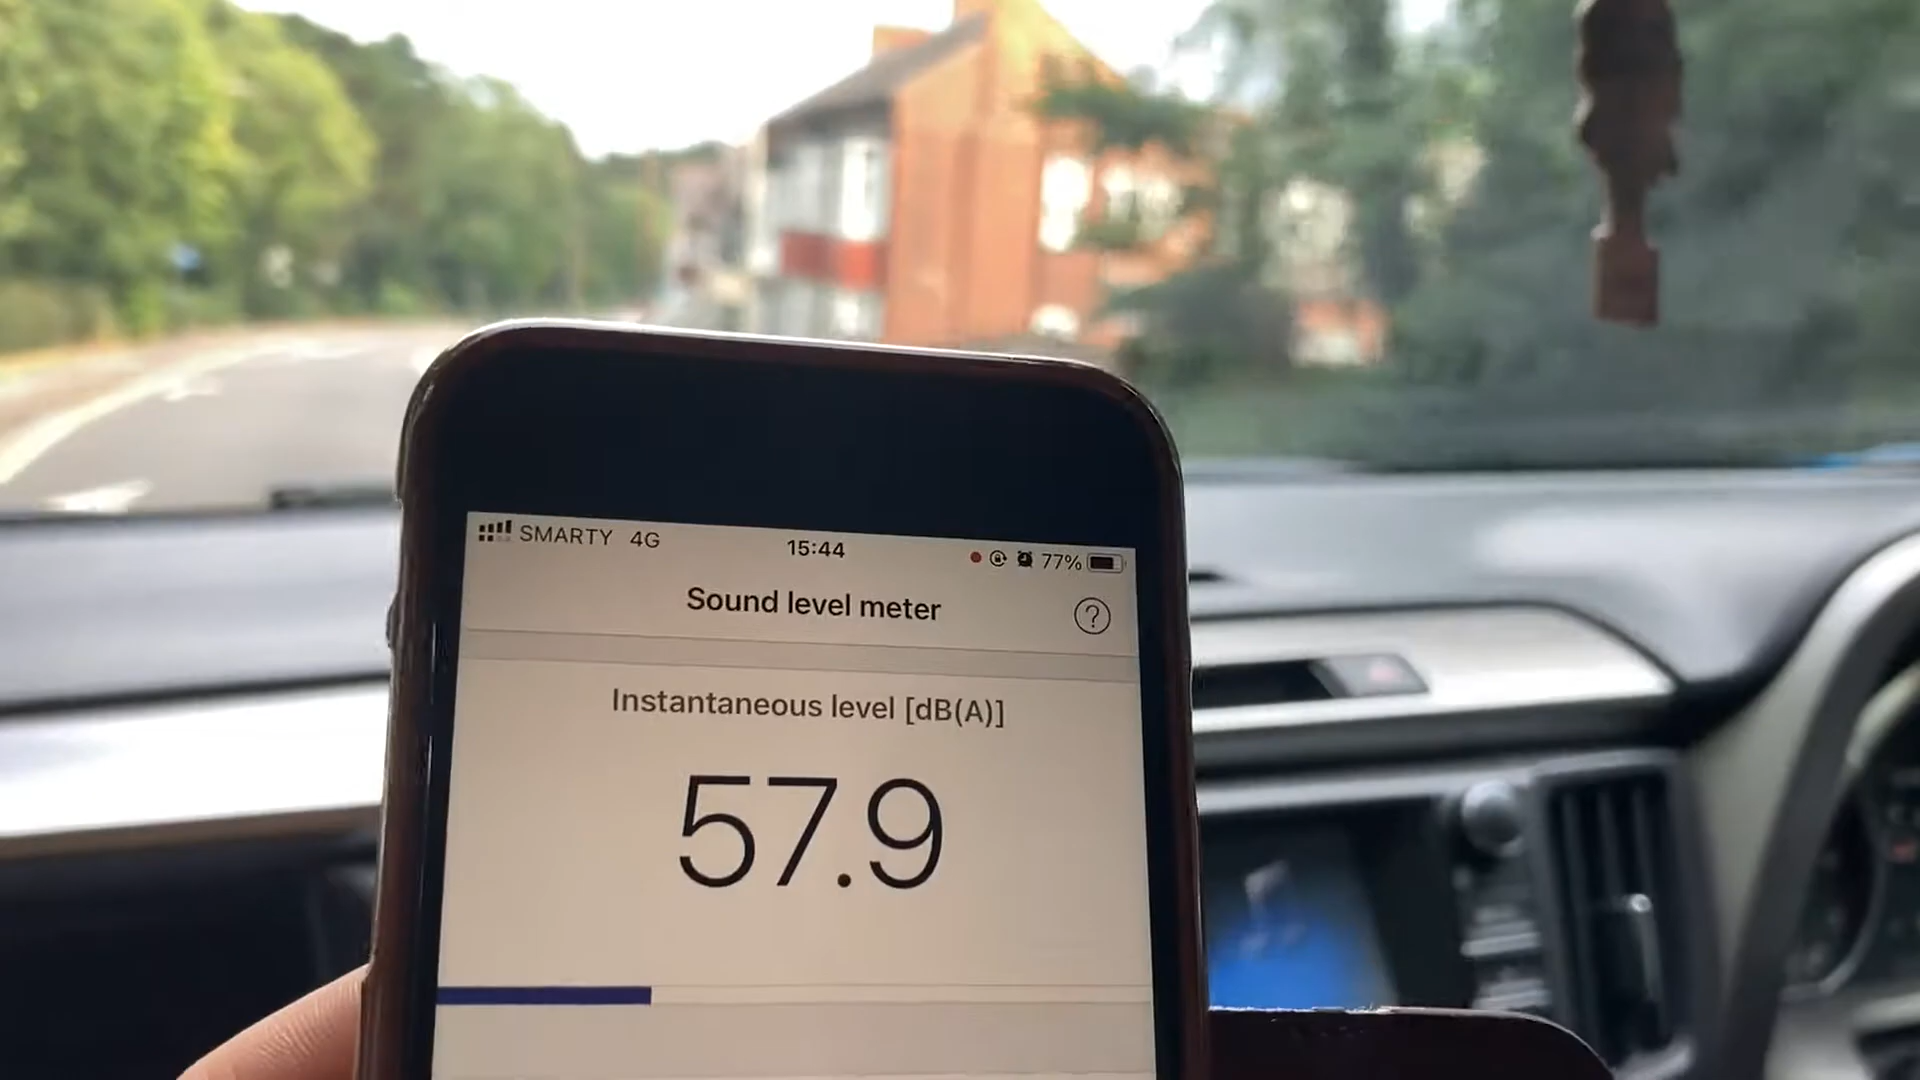 SMARTY 4G 15:44 77%
Sound level meter ?
Instantaneous level [dB(A)]
57.9